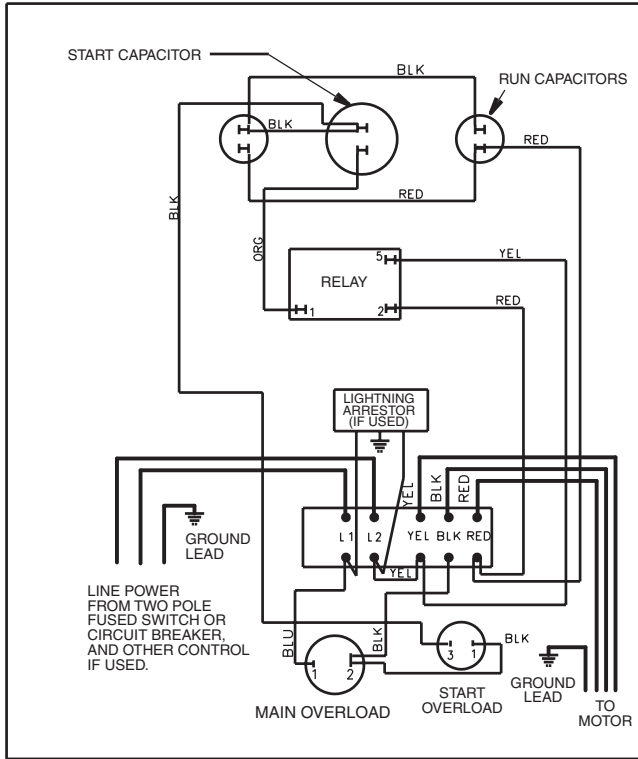 START CAPACITOR
BLK
RUN CAPACITORS
BLK
RED
BLK
RED
ORG
5
YEL
RELAY
1
2
RED
LIGHTNING
ARRESTOR
(IF USED)
YEL
BLK
RED
GROUND
LEAD
L1
L2
YEL
BLK
RED
YEL
LINE POWER
FROM TWO POLE
FUSED SWITCH OR
CIRCUIT BREAKER,
AND OTHER CONTROL
IF USED.
BLU
BLK
1
2
3
1
BLK
MAIN OVERLOAD
START
OVERLOAD
GROUND
LEAD
TO
MOTOR